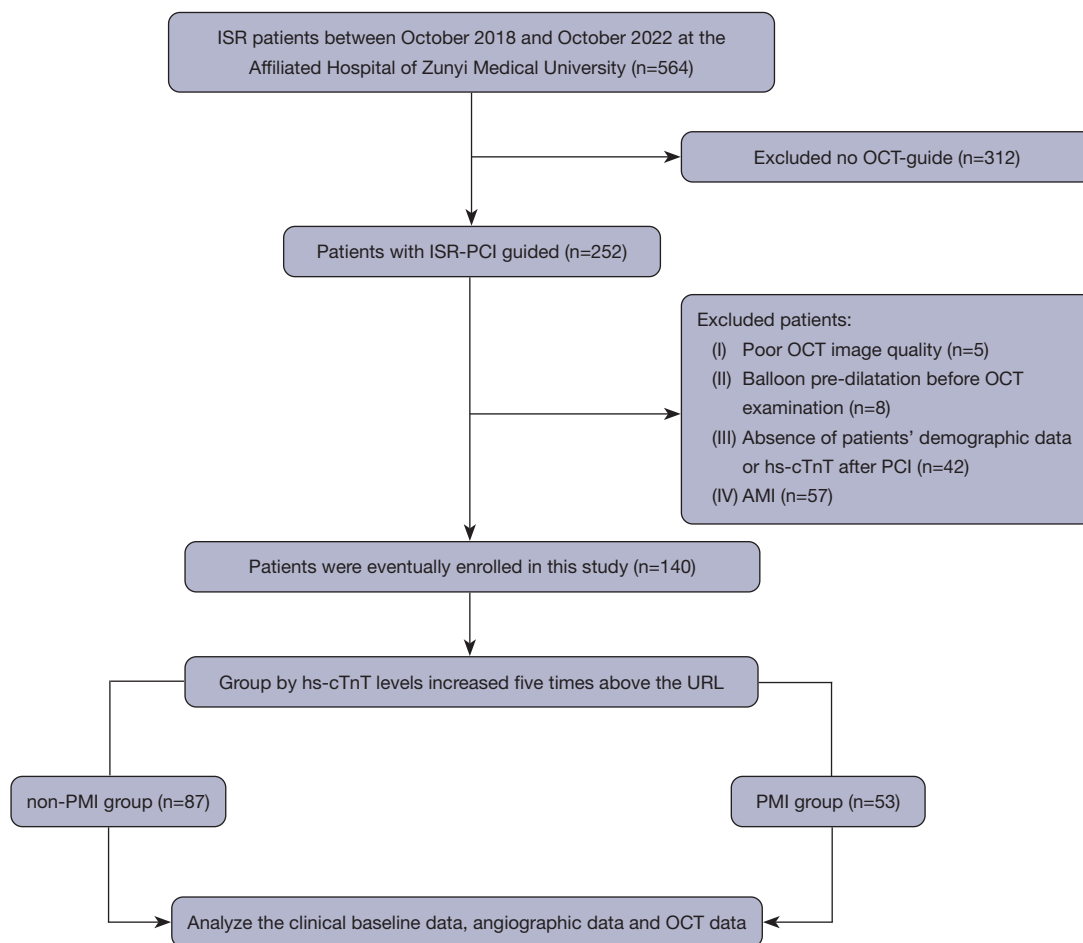 ISR patients between October 2018 and October 2022 at the
Affiliated Hospital of Zunyi Medical University (n=564)
Excluded no OCT-guide (n=312)
Patients with ISR-PCI guided (n=252)
Excluded patients:
(I) Poor OCT image quality (n=5)
(II) Balloon pre-dilatation before OCT
examination (n=8)
(III) Absence of patients’ demographic data
or hs-cTnT after PCI (n=42)
(IV) AMI (n=57)
Patients were eventually enrolled in this study (n=140)
Group by hs-cTnT levels increased five times above the URL
non-PMI group (n=87)
PMI group (n=53)
Analyze the clinical baseline data, angiographic data and OCT data